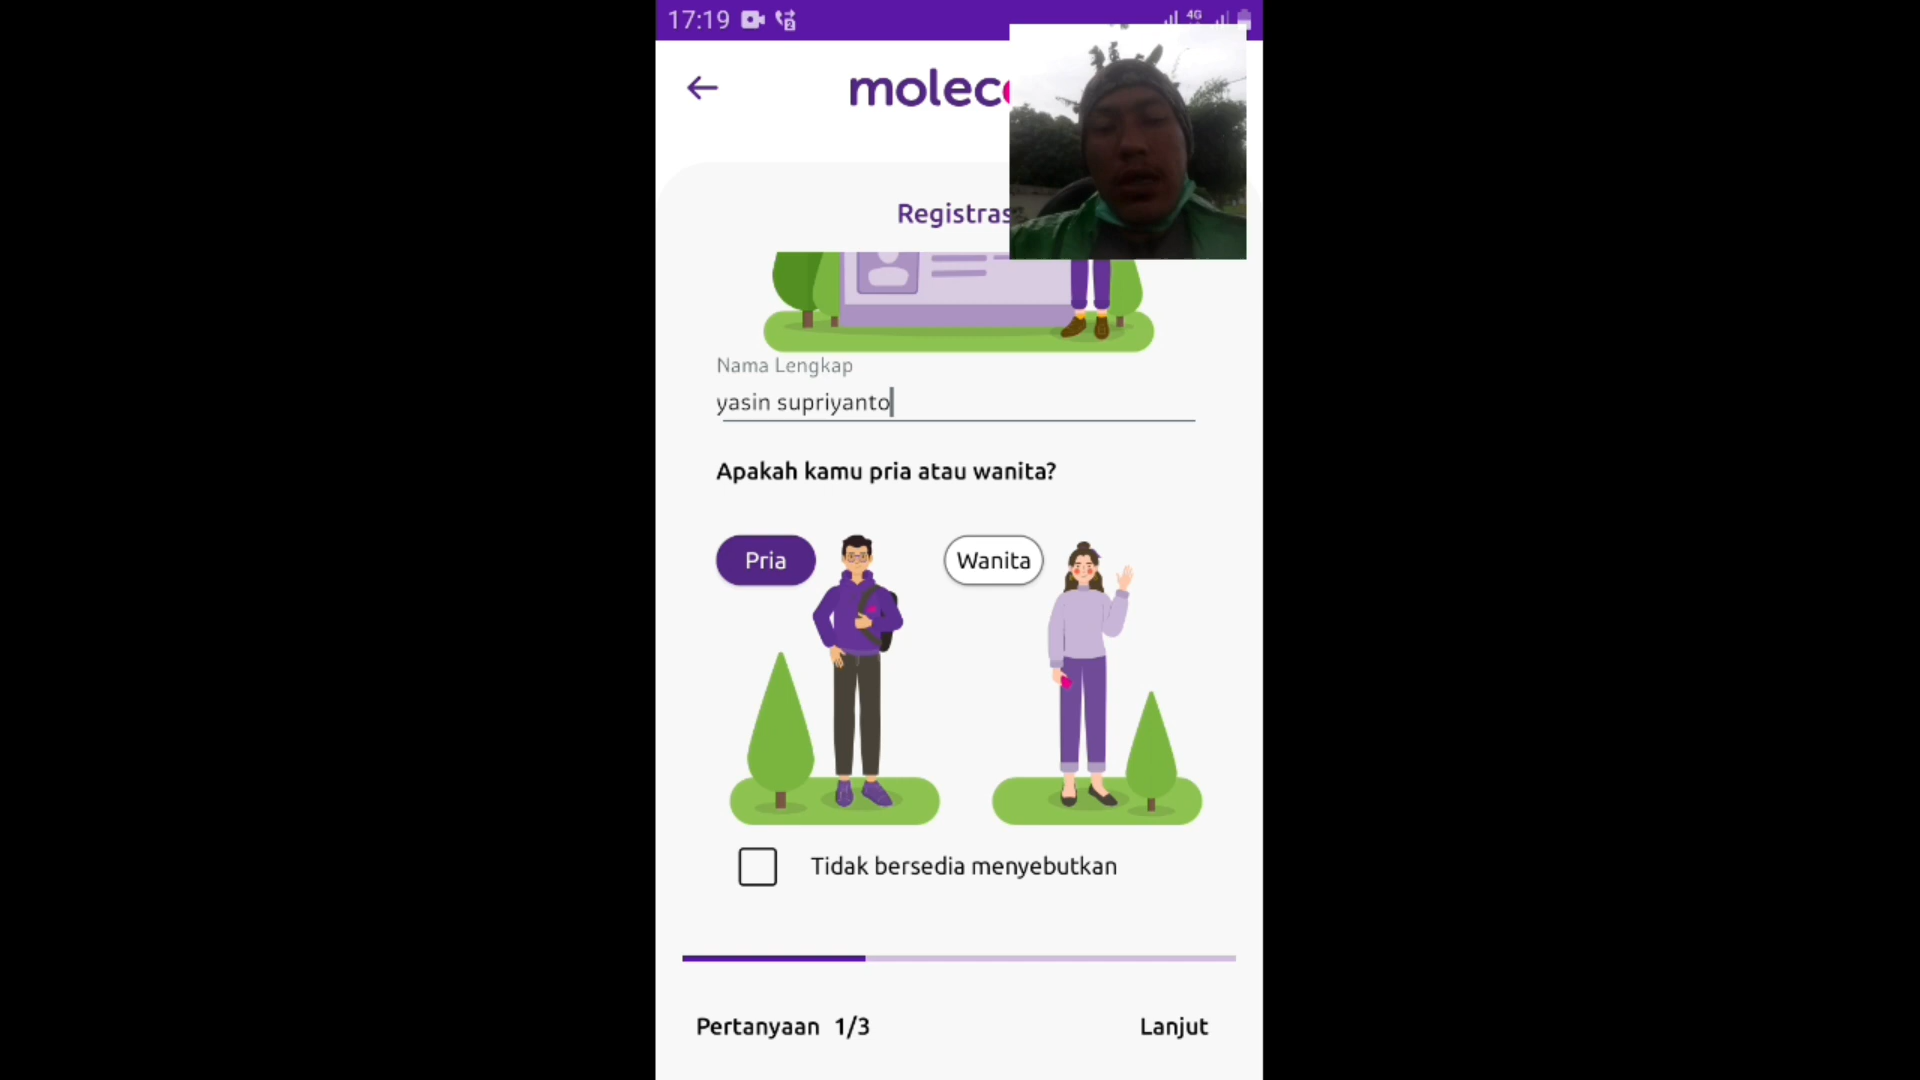 17:19
4G
molec
Registras
Nama Lengkap
yasin supriyanto
Apakah kamu pria atau wanita?
Pria
Wanita
Tidak bersedia menyebutkan
Pertanyaan 1/3
Lanjut